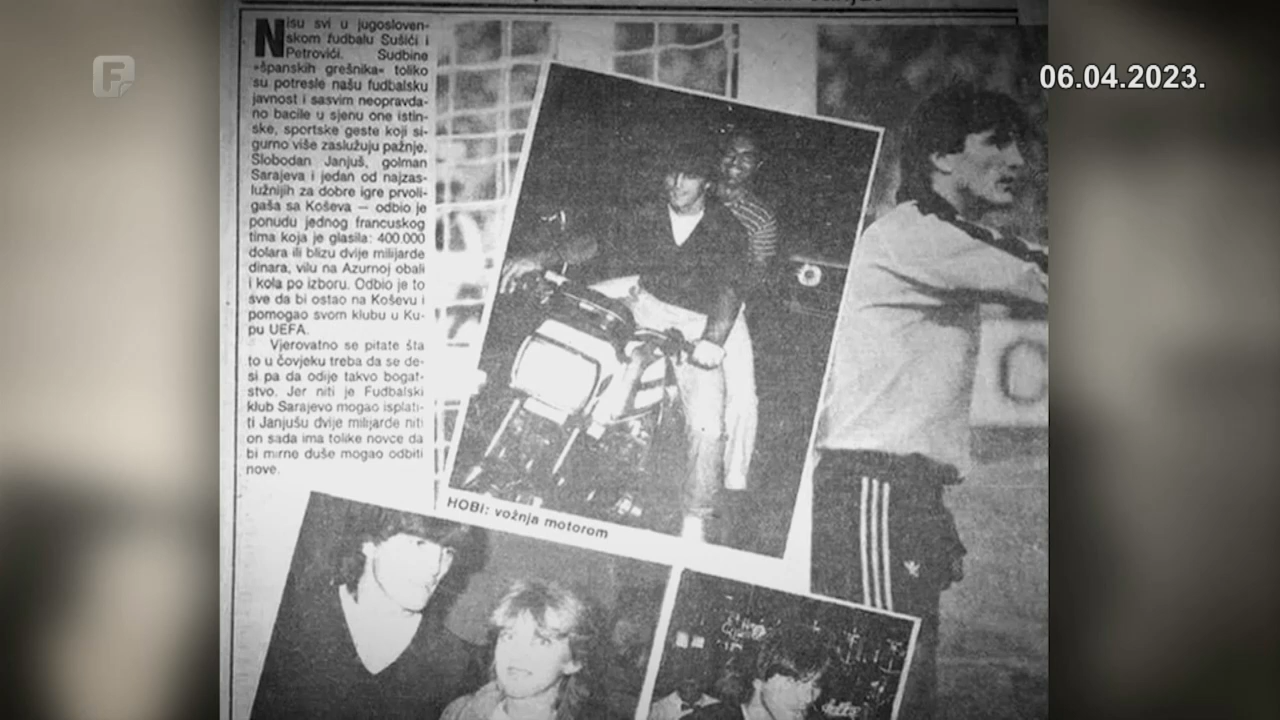 F
06.04.2023.
Nisu svi u jugosloven-
skom fudbalu Sušići i
Petrovići. Sudbine
»španskih grešnika« toliko
su potresle našu fudbalsku
javnost i sasvim neopravda-
no bacile u sjenu one istin-
ske, sportske geste koji si-
gurno više zaslužuju pažnje.
Slobodan Janjuš, golman
Sarajeva i jedan od najzas-
lužnijih za dobre igre prvoli-
gaša sa Koševa — odbio je
ponudu jednog francuskog
tima koja je glasila: 400.000
dolara ili blizu dvije milijarde
dinara, vilu na Azurnoj obali
i kola po izboru. Odbio je to
sve da bi ostao na Koševu i
pomogao svom klubu u Ku-
pu UEFA.
Vjerovatno se pitate šta
to u čovjeku treba da se de-
si pa da odije takvo bogat-
stvo. Jer niti je Fudbalski
klub Sarajevo mogao isplati-
ti Janjušu dvije milijarde niti
on sada ima tolike novce da
bi mirne duše mogao odbiti
nove.
HOBI: vožnja motorom